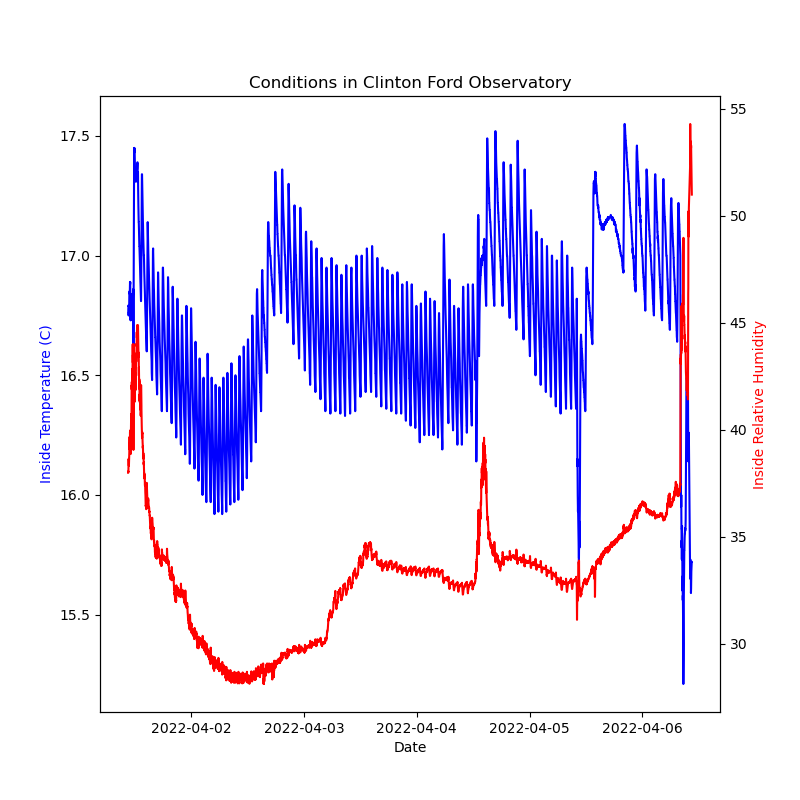 Conditions in Clinton Ford Observatory
Inside Temperature (C)
17.5
17.0
16.5
16.0
15.5
55
50
45
40
35
30
Inside Relative Humidity
2022-04-02 2022-04-03 2022-04-04 2022-04-05 2022-04-06
Date